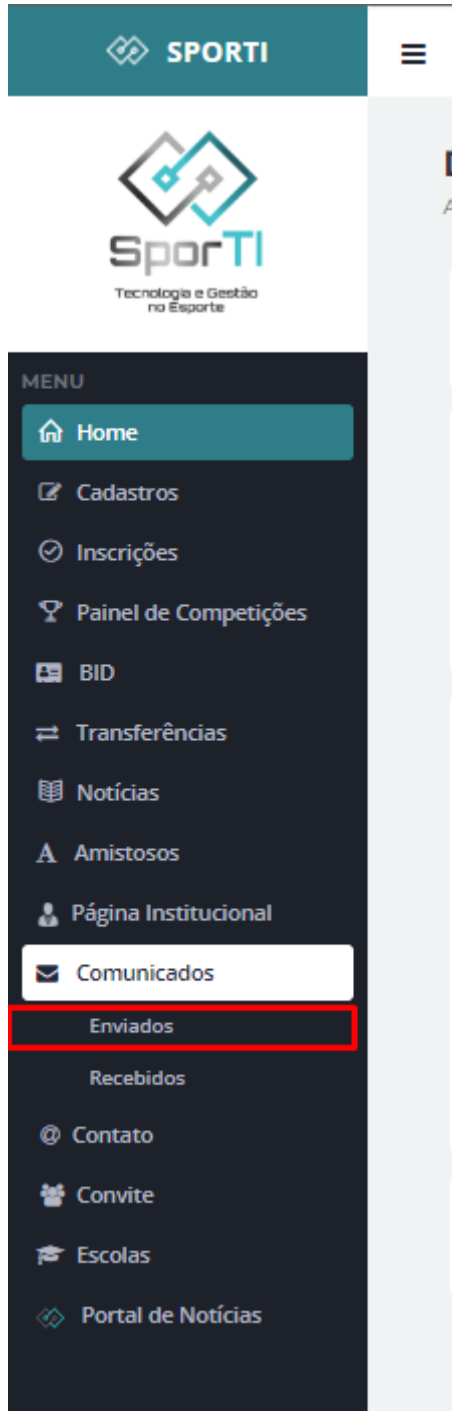 SPORTI
SporTI
Tecnologia e Gestão
no Esporte
MENU
Home
Cadastros
Inscrições
Painel de Competições
BID
Transferências
Notícias
Amistosos
Página Institucional
Comunicados
Enviados
Recebidos
Contato
Convite
Escolas
Portal de Notícias